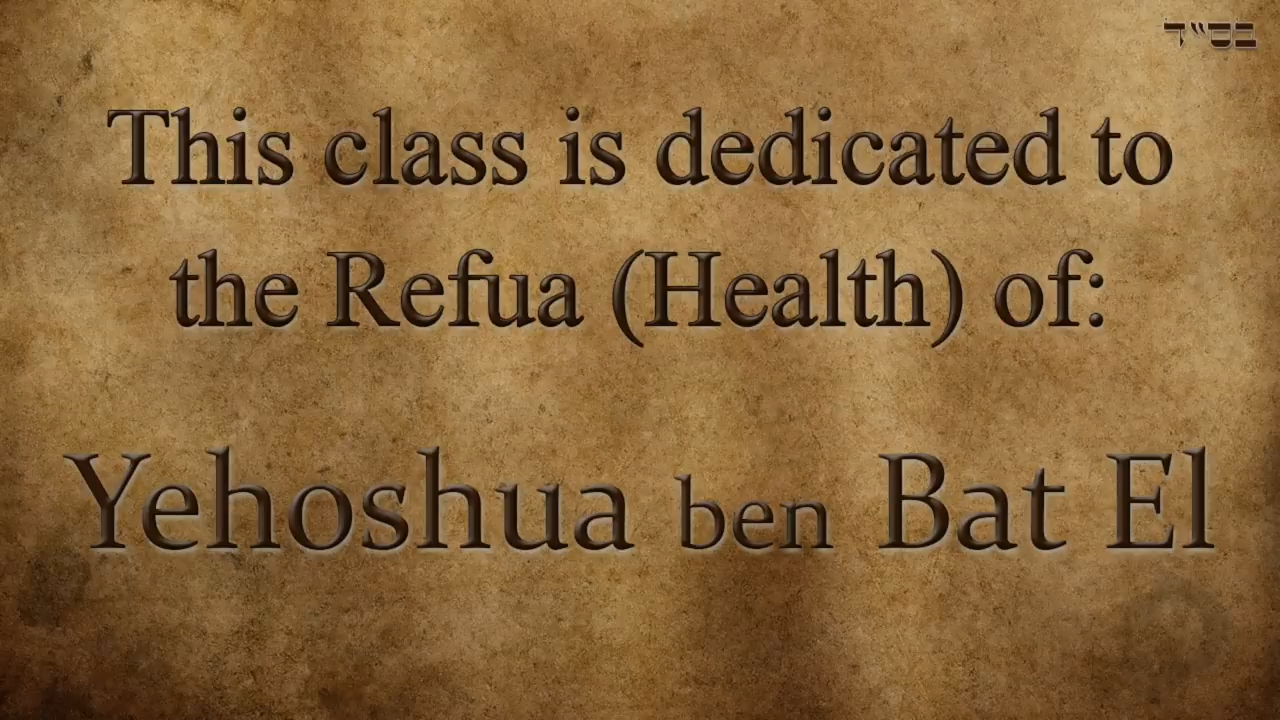 בס"ד
This class is dedicated to
the Refua (Health) of:
Yehoshua ben Bat El